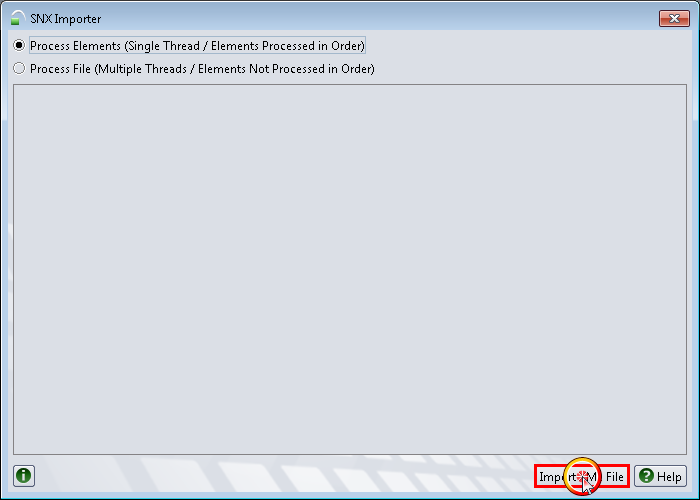 SNX Importer
Process Elements (Single Thread / Elements Processed in Order)
Process File (Multiple Threads / Elements Not Processed in Order)
Import File
Help